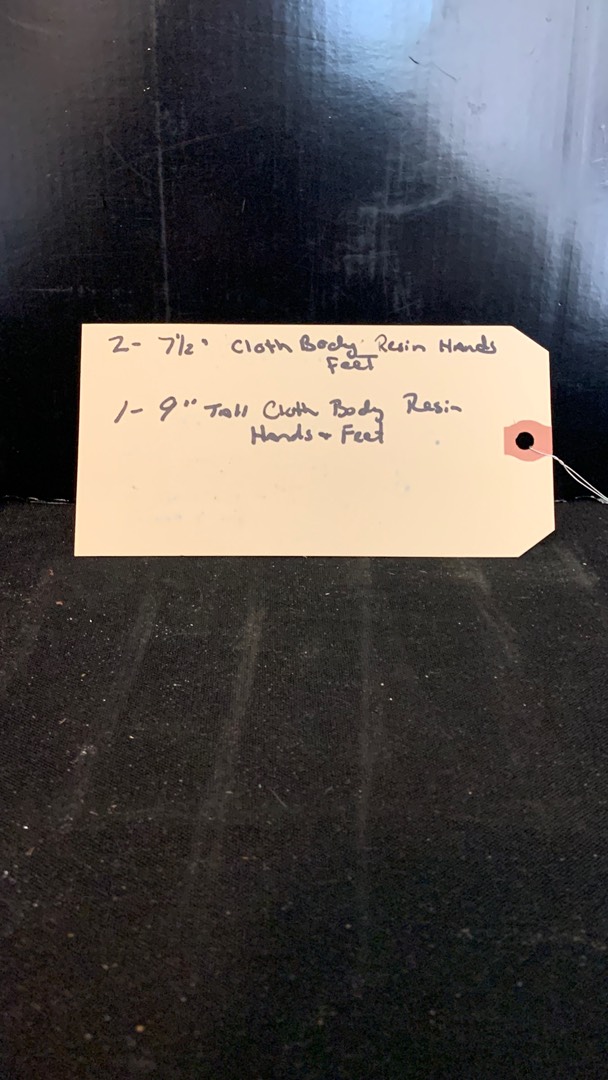 2- 7½" Cloth Body Resin Hands
Feet
1- 9" Tall Cloth Body Resin
Hands + Feet